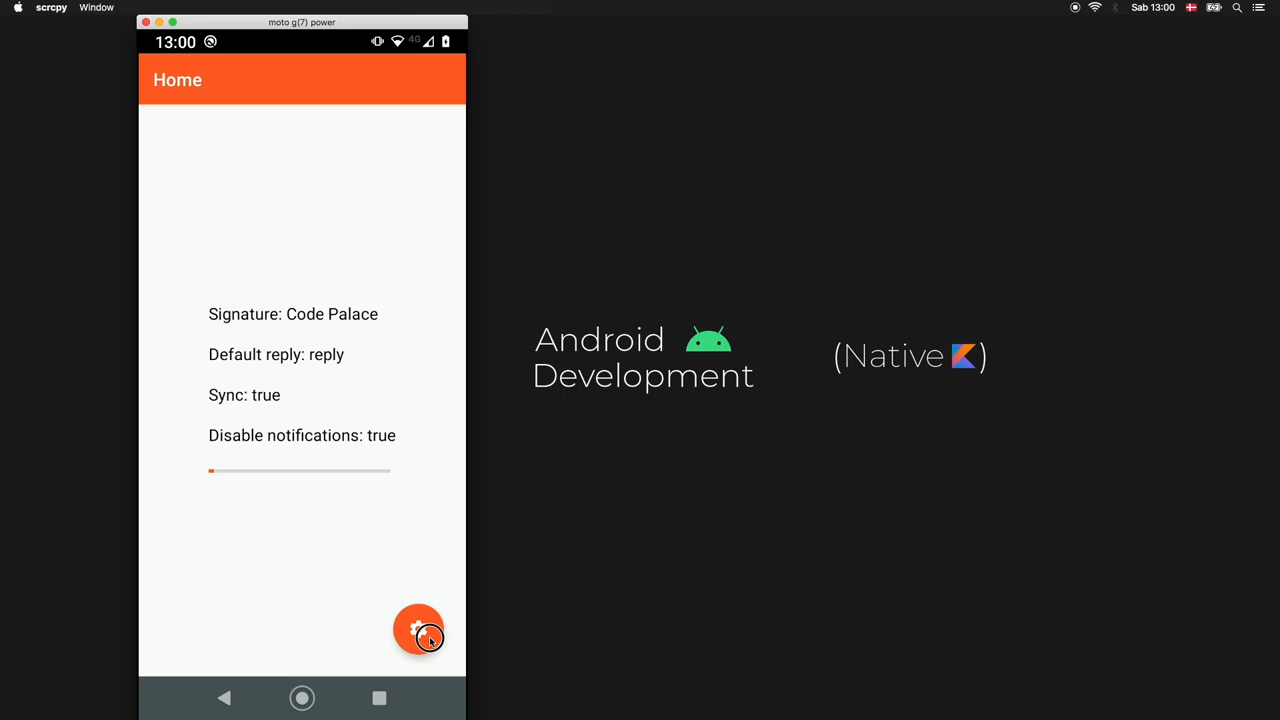 scrcpy Window
Sab 13:00
moto g(7) power
13:00
4G
Home
Signature: Code Palace
Default reply: reply
Sync: true
Disable notifications: true
Android
Development
(Native )